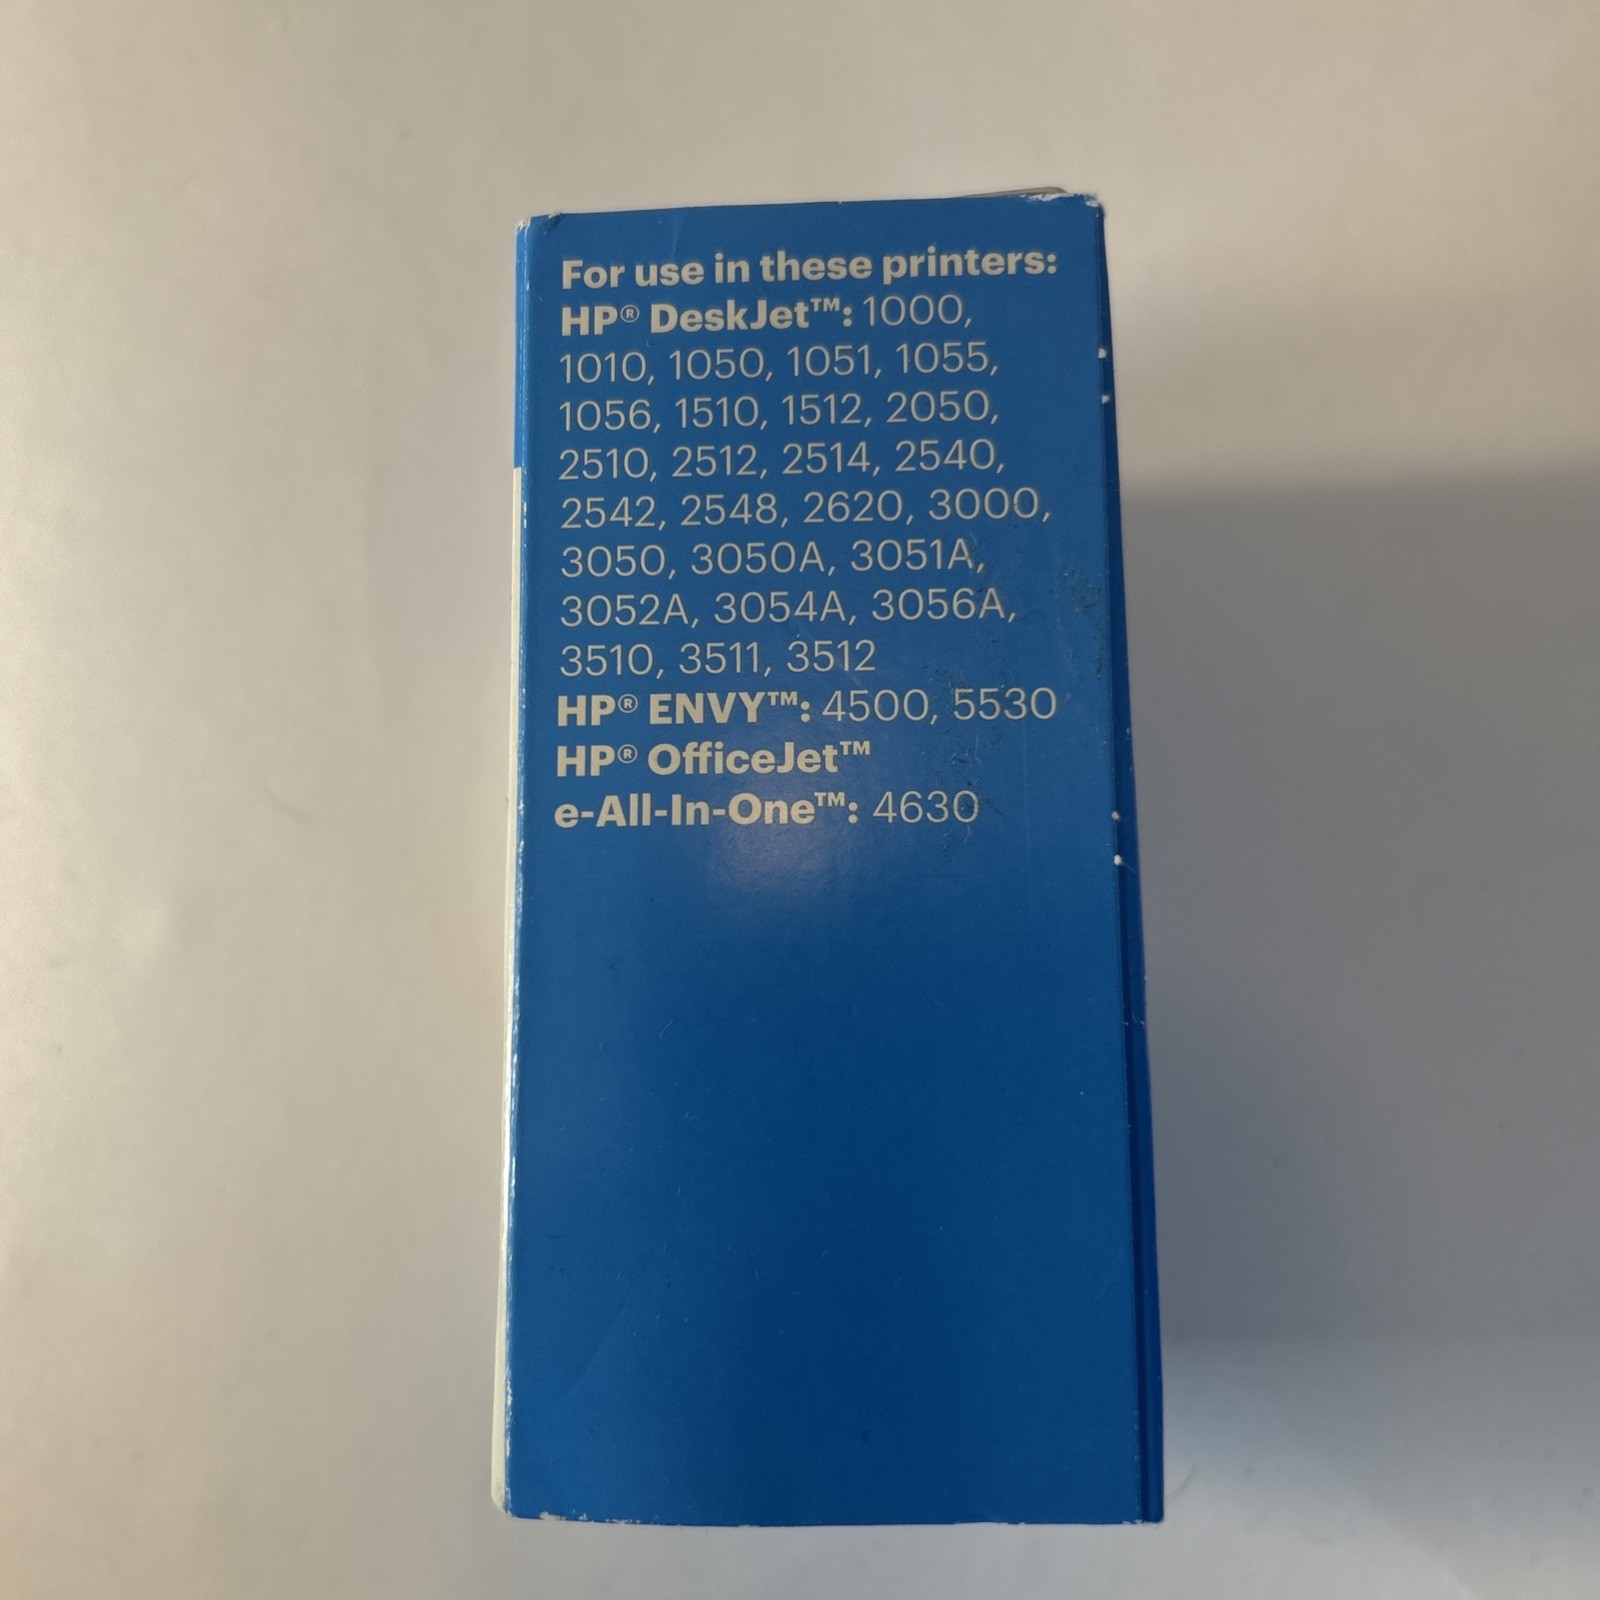 For use in these printers:
HP® DeskJet™: 1000,
1010, 1050, 1051, 1055,
1056, 1510, 1512, 2050,
2510, 2512, 2514, 2540,
2542, 2548, 2620, 3000,
3050, 3050A, 3051A,
3052A, 3054A, 3056A,
3510, 3511, 3512
HP® ENVY™: 4500, 5530
HP® OfficeJet™
e-All-In-One™: 4630